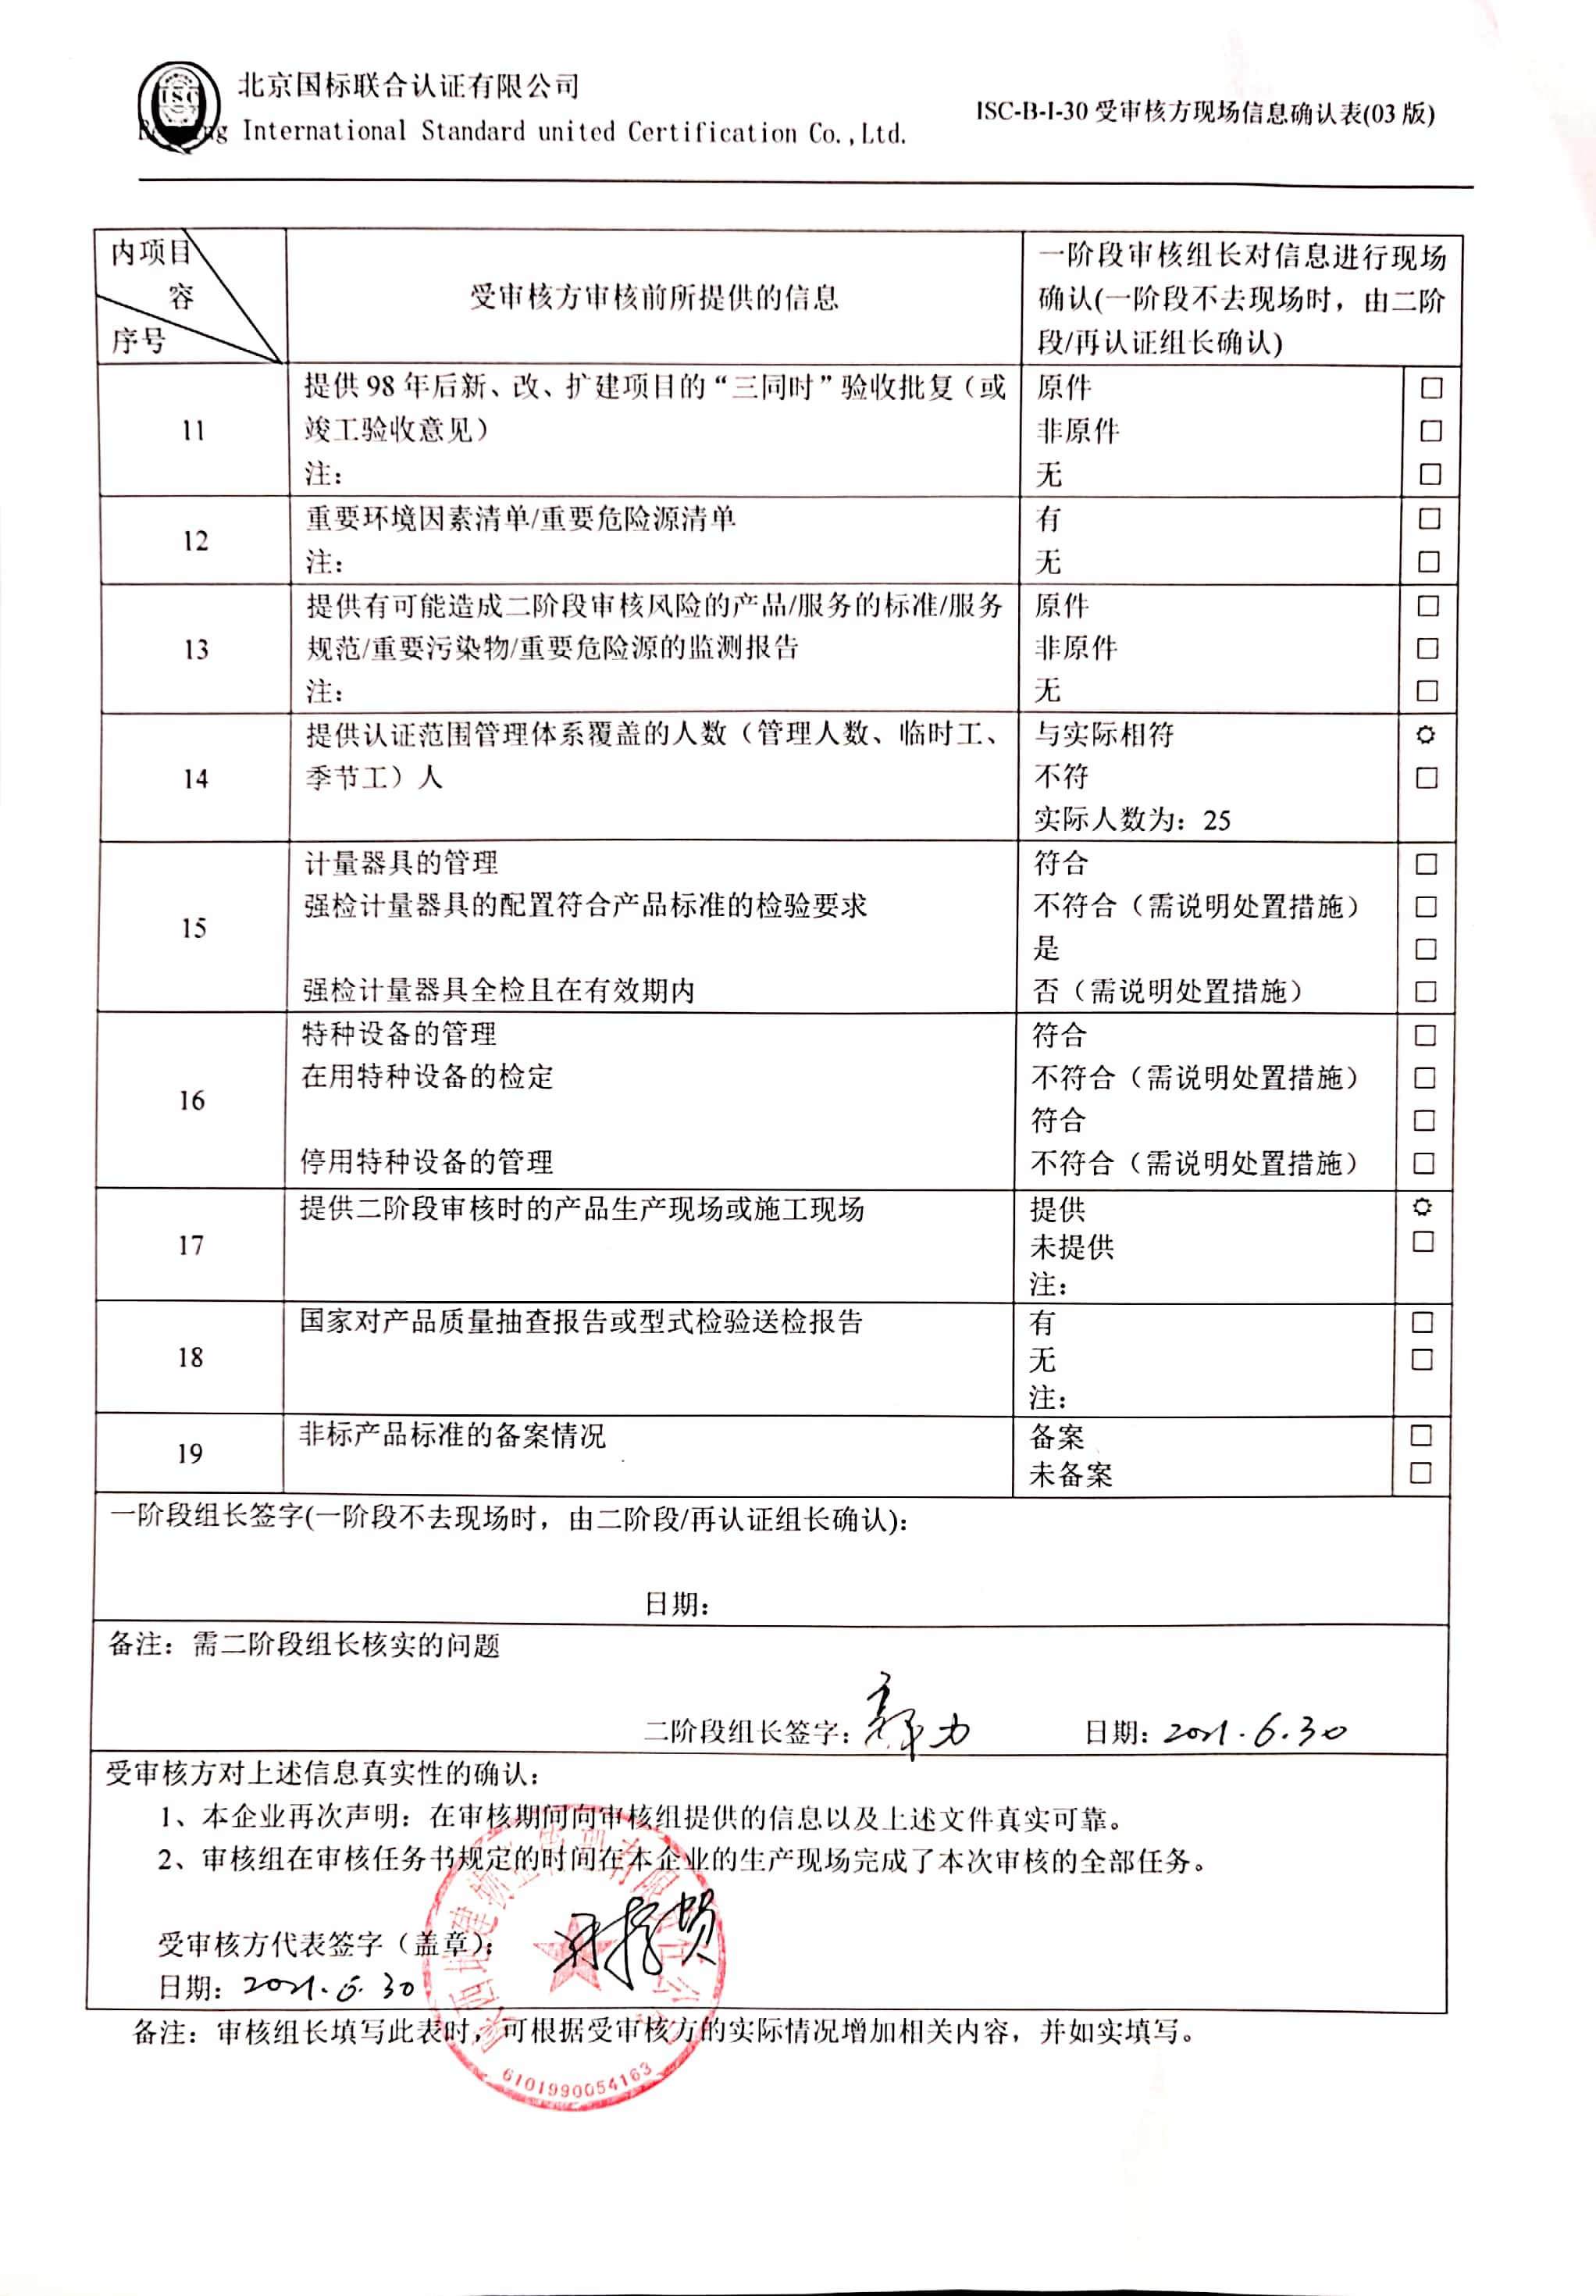 ISC
北京国标联合认证有限公司
International Standard united Certification Co.,Ltd.
ISC-B-I-30 受审核方现场信息确认表(03 版)
内项目
容
序号
受审核方审核前所提供的信息
一阶段审核组长对信息进行现场
确认(一阶段不去现场时，由二阶
段/再认证组长确认)
11
提供 98 年后新、改、扩建项目的“三同时”验收批复（或
竣工验收意见）
注：
原件 □
非原件 □
无 □
12
重要环境因素清单/重要危险源清单
注：
有 □
无 □
13
提供有可能造成二阶段审核风险的产品/服务的标准/服务
规范/重要污染物/重要危险源的监测报告
注：
原件 □
非原件 □
无 □
14
提供认证范围管理体系覆盖的人数（管理人数、临时工、
季节工）人
与实际相符
不符 □
实际人数为：25
15
计量器具的管理
强检计量器具的配置符合产品标准的检验要求
强检计量器具全检且在有效期内
符合 □
不符合（需说明处置措施） □
是 □
否（需说明处置措施） □
16
特种设备的管理
在用特种设备的检定
停用特种设备的管理
符合 □
不符合（需说明处置措施） □
符合 □
不符合（需说明处置措施） □
17
提供二阶段审核时的产品生产现场或施工现场
提供
未提供 □
注：
18
国家对产品质量抽查报告或型式检验送检报告
有 □
无 □
注：
19
非标产品标准的备案情况
备案 □
未备案 □
一阶段组长签字(一阶段不去现场时，由二阶段/再认证组长确认)：
日期：
备注：需二阶段组长核实的问题
二阶段组长签字： 日期：2021.6.30
受审核方对上述信息真实性的确认：
1、本企业再次声明：在审核期间向审核组提供的信息以及上述文件真实可靠。
2、审核组在审核任务书规定的时间在本企业的生产现场完成了本次审核的全部任务。
受审核方代表签字（盖章）：
日期：2021.6.30
备注：审核组长填写此表时，可根据受审核方的实际情况增加相关内容，并如实填写。
6101990054163